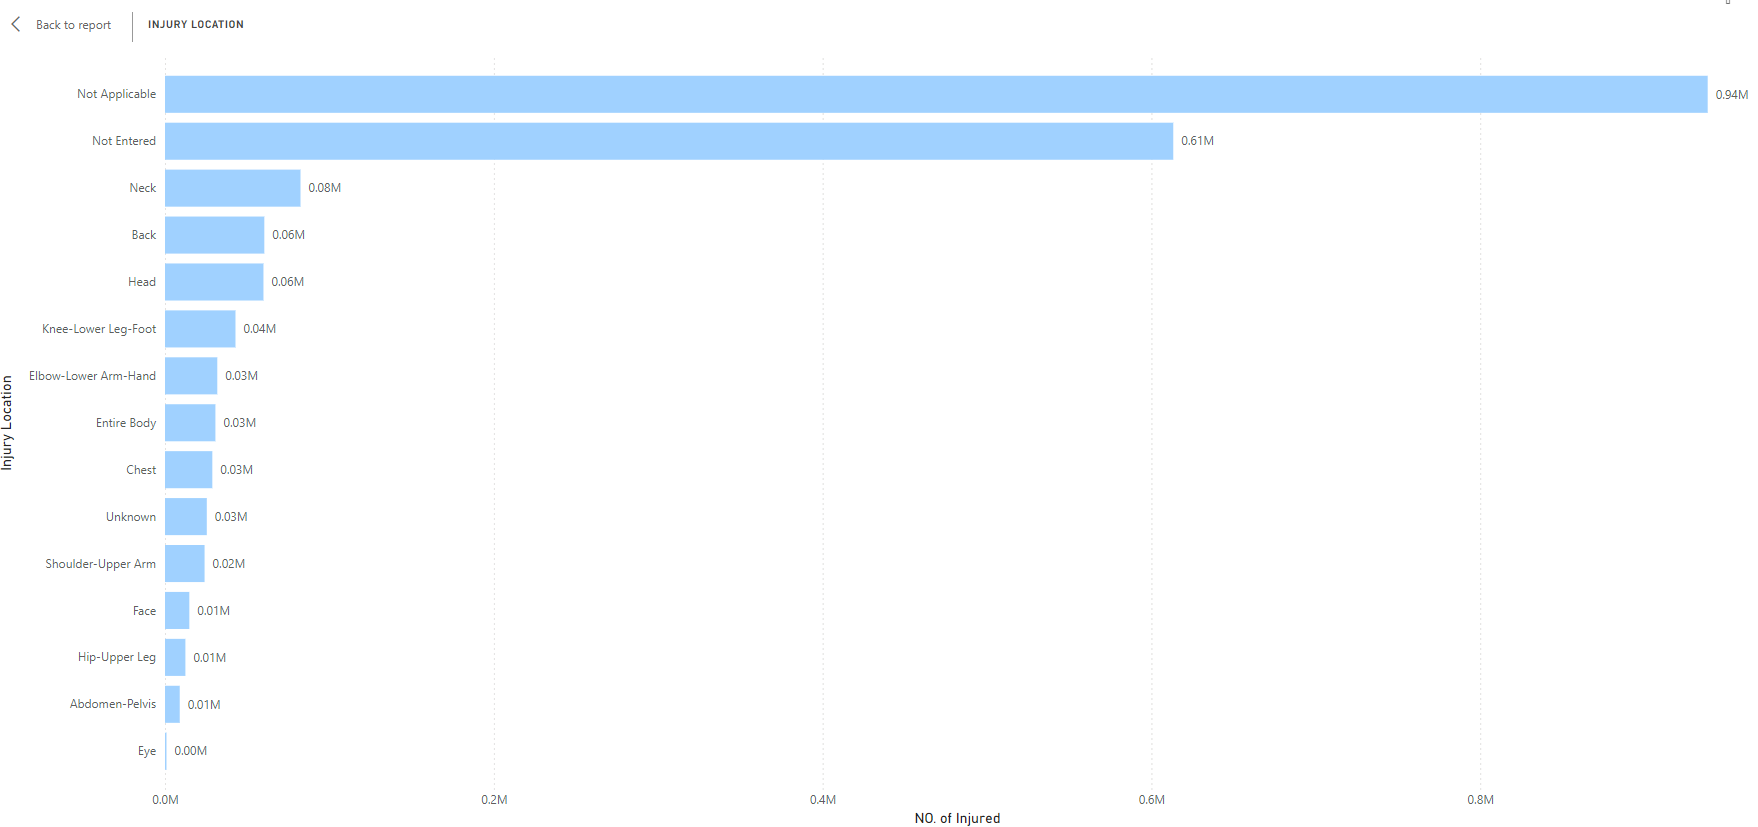 Back to report
INJURY LOCATION
Not Applicable 0.94M
Not Entered 0.61M
Neck 0.08M
Back 0.06M
Head 0.06M
Knee-Lower Leg-Foot 0.04M
Elbow-Lower Arm-Hand 0.03M
Entire Body 0.03M
Chest 0.03M
Unknown 0.03M
Shoulder-Upper Arm 0.02M
Face 0.01M
Hip-Upper Leg 0.01M
Abdomen-Pelvis 0.01M
Eye 0.00M
Injury Location
0.0M 0.2M 0.4M 0.6M 0.8M
NO. of Injured